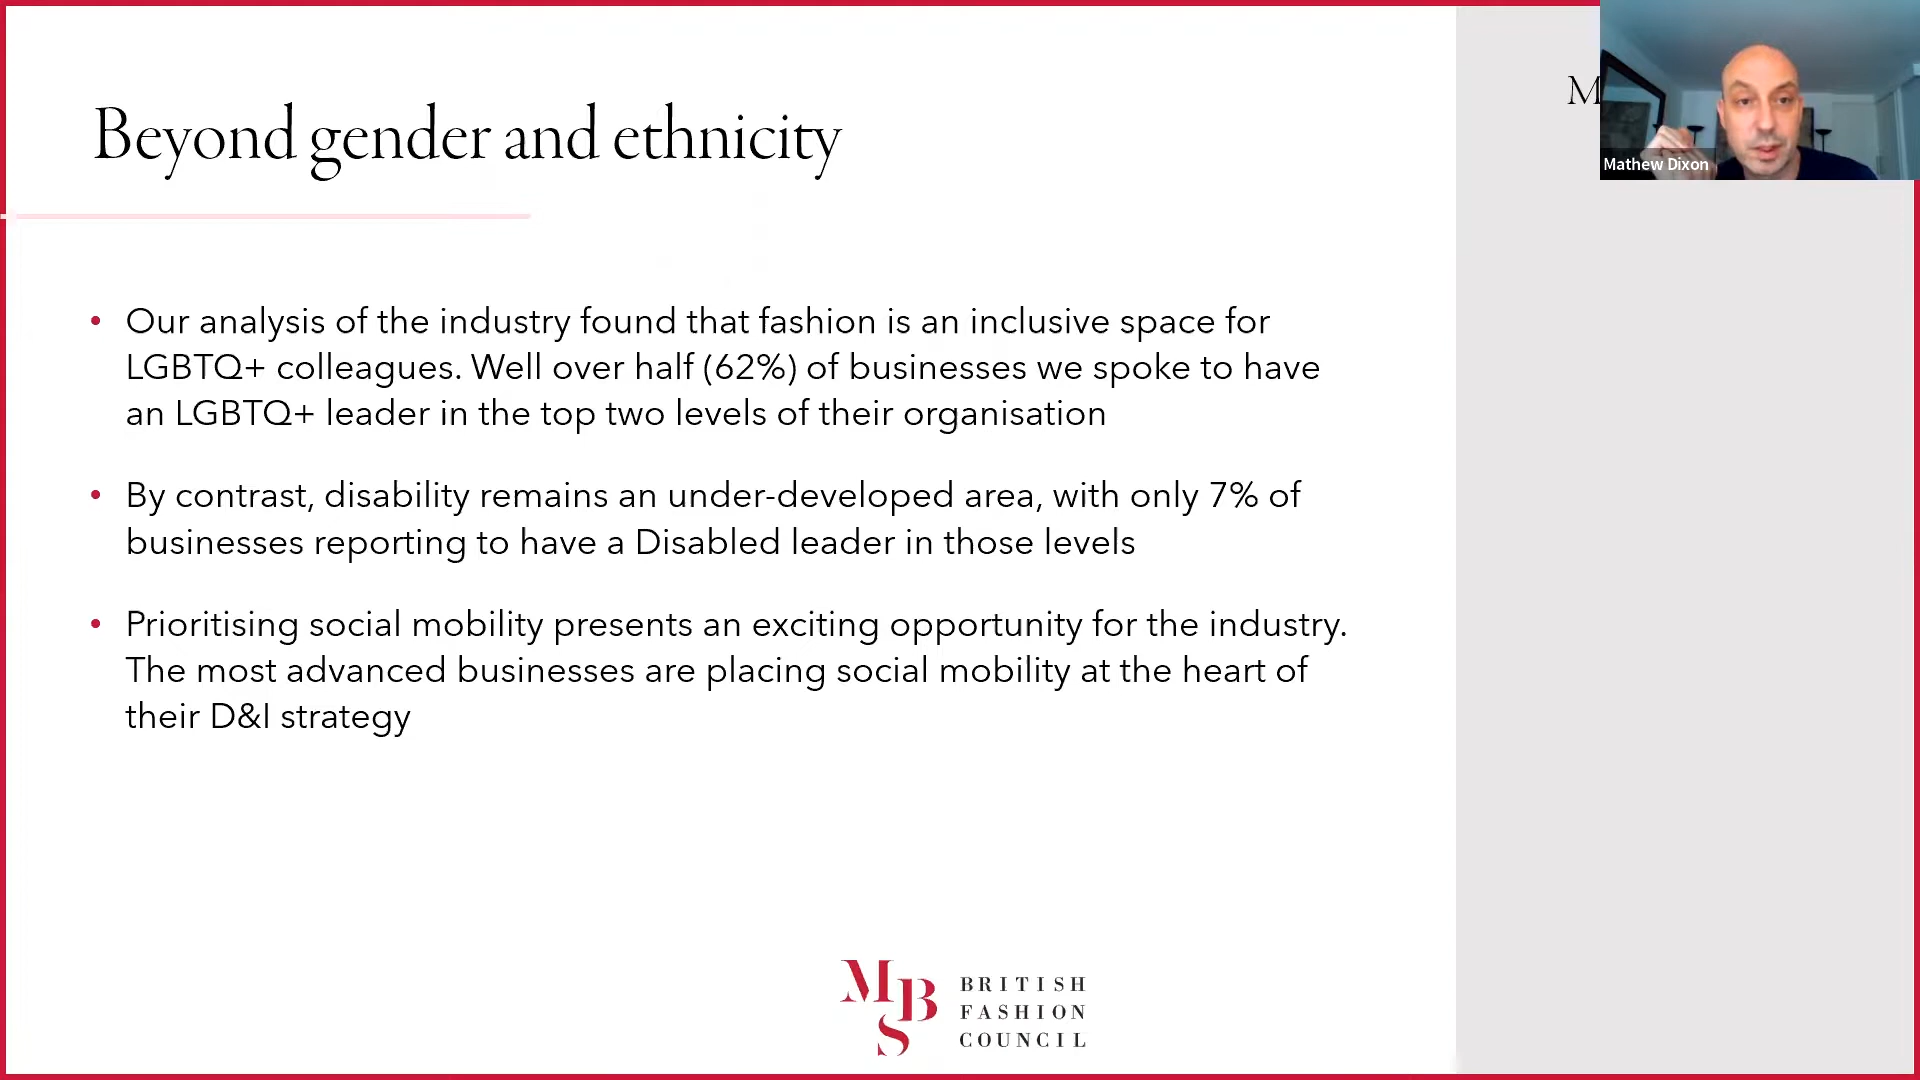 Beyond gender and ethnicity
M
Mathew Dixon
• Our analysis of the industry found that fashion is an inclusive space for
LGBTQ+ colleagues. Well over half (62%) of businesses we spoke to have
an LGBTQ+ leader in the top two levels of their organisation
• By contrast, disability remains an under-developed area, with only 7% of
businesses reporting to have a Disabled leader in those levels
• Prioritising social mobility presents an exciting opportunity for the industry.
The most advanced businesses are placing social mobility at the heart of
their D&I strategy
MBS
BRITISH
FASHION
COUNCIL